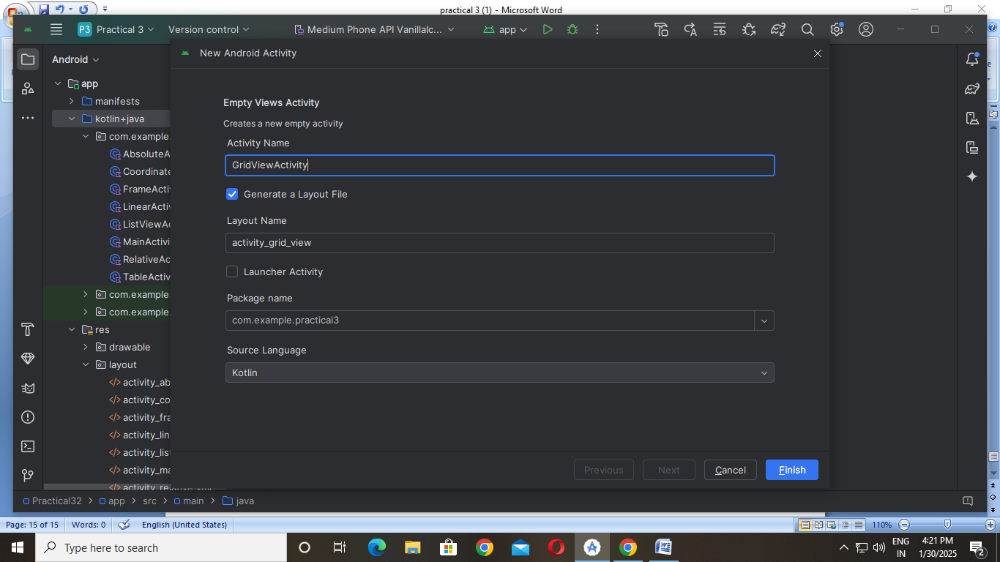 practical 3 (1) - Microsoft Word
P3 Practical 3
Version control
Medium Phone API Vanillalc...
app
Android
app
manifests
kotlin+java
com.example
AbsoluteA
Coordinate
FrameActi
LinearActiv
ListViewAc
MainActivi
RelativeAc
TableActiv
com.example
com.example
res
drawable
layout
activity_ab
activity_co
activity_fra
activity_lin
activity_list
activity_ma
activity_relative.xml
New Android Activity
Empty Views Activity
Creates a new empty activity
Activity Name
GridViewActivity
Generate a Layout File
Layout Name
activity_grid_view
Launcher Activity
Package name
com.example.practical3
Source Language
Kotlin
Previous
Next
Cancel
Finish
Practical32 > app > src > main > java
Page: 15 of 15
Words: 0
English (United States)
110%
Type here to search
ENG
IN
4:21 PM
1/30/2025
2